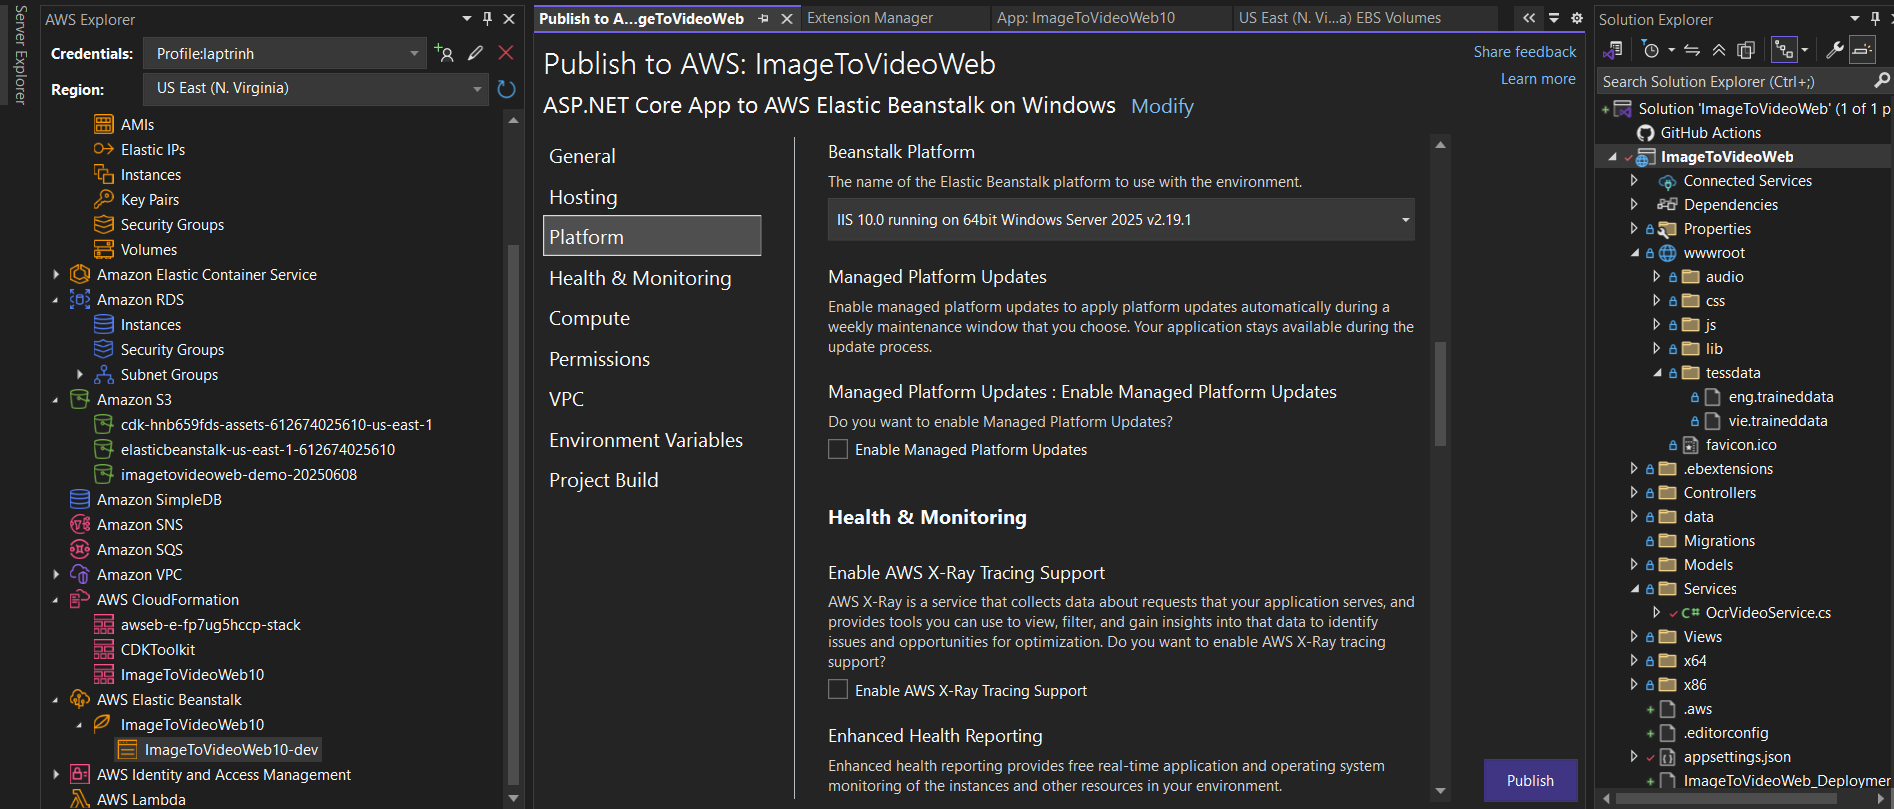 Server Explorer
AWS Explorer
Credentials:
Profile:laptrinh
Region:
US East (N. Virginia)
AMIs
Elastic IPs
Instances
Key Pairs
Security Groups
Volumes
Amazon Elastic Container Service
Amazon RDS
Instances
Security Groups
Subnet Groups
Amazon S3
cdk-hnb659fds-assets-612674025610-us-east-1
elasticbeanstalk-us-east-1-612674025610
imagetovideoweb-demo-20250608
Amazon SimpleDB
Amazon SNS
Amazon SQS
Amazon VPC
AWS CloudFormation
awseb-e-fp7ug5hccp-stack
CDKToolkit
ImageToVideoWeb10
AWS Elastic Beanstalk
ImageToVideoWeb10
ImageToVideoWeb10-dev
AWS Identity and Access Management
AWS Lambda
Publish to A...geToVideoWeb
Extension Manager
App: ImageToVideoWeb10
US East (N. Vi...a) EBS Volumes
Share feedback
Publish to AWS: ImageToVideoWeb
Learn more
ASP.NET Core App to AWS Elastic Beanstalk on Windows Modify
General
Hosting
Platform
Health & Monitoring
Compute
Permissions
VPC
Environment Variables
Project Build
Beanstalk Platform
The name of the Elastic Beanstalk platform to use with the environment.
IIS 10.0 running on 64bit Windows Server 2025 v2.19.1
Managed Platform Updates
Enable managed platform updates to apply platform updates automatically during a
weekly maintenance window that you choose. Your application stays available during the
update process.
Managed Platform Updates : Enable Managed Platform Updates
Do you want to enable Managed Platform Updates?
Enable Managed Platform Updates
Health & Monitoring
Enable AWS X-Ray Tracing Support
AWS X-Ray is a service that collects data about requests that your application serves, and
provides tools you can use to view, filter, and gain insights into that data to identify
issues and opportunities for optimization. Do you want to enable AWS X-Ray tracing
support?
Enable AWS X-Ray Tracing Support
Enhanced Health Reporting
Enhanced health reporting provides free real-time application and operating system
monitoring of the instances and other resources in your environment.
Publish
Solution Explorer
Search Solution Explorer (Ctrl+;)
Solution 'ImageToVideoWeb' (1 of 1 p
GitHub Actions
ImageToVideoWeb
Connected Services
Dependencies
Properties
wwwroot
audio
css
js
lib
tessdata
eng.traineddata
vie.traineddata
favicon.ico
.ebextensions
Controllers
data
Migrations
Models
Services
C# OcrVideoService.cs
Views
x64
x86
.aws
.editorconfig
appsettings.json
ImageToVideoWeb_Deploymer